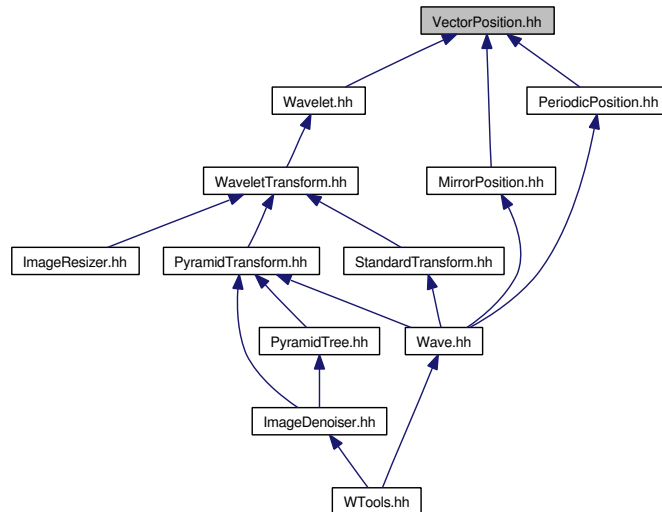 VectorPosition.hh
Wavelet.hh
PeriodicPosition.hh
WaveletTransform.hh
MirrorPosition.hh
ImageResizer.hh
PyramidTransform.hh
StandardTransform.hh
PyramidTree.hh
Wave.hh
ImageDenoiser.hh
WTools.hh